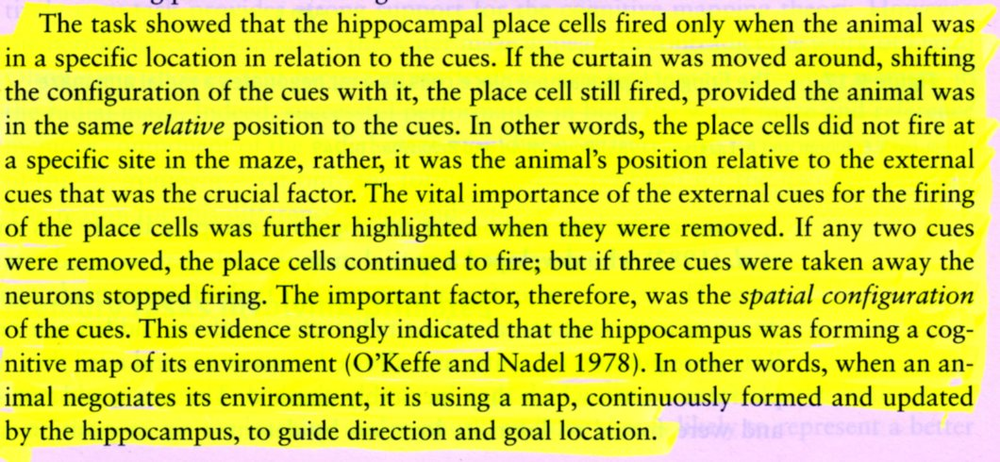 The task showed that the hippocampal place cells fired only when the animal was
in a specific location in relation to the cues. If the curtain was moved around, shifting
the configuration of the cues with it, the place cell still fired, provided the animal was
in the same relative position to the cues. In other words, the place cells did not fire at
a specific site in the maze, rather, it was the animal's position relative to the external
cues that was the crucial factor. The vital importance of the external cues for the firing
of the place cells was further highlighted when they were removed. If any two cues
were removed, the place cells continued to fire; but if three cues were taken away the
neurons stopped firing. The important factor, therefore, was the spatial configuration
of the cues. This evidence strongly indicated that the hippocampus was forming a cog-
nitive map of its environment (O'Keffe and Nadel 1978). In other words, when an an-
imal negotiates its environment, it is using a map, continuously formed and updated
by the hippocampus, to guide direction and goal location.